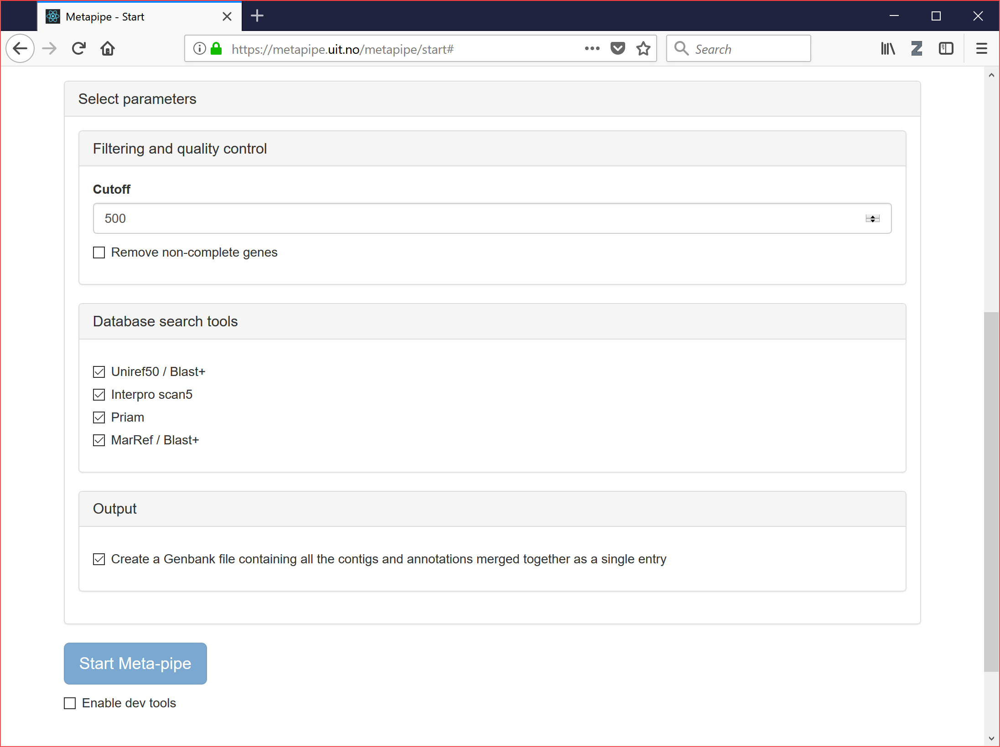 Metapipe - Start
https://metapipe.uit.no/metapipe/start#
Search
Select parameters
Filtering and quality control
Cutoff
500
Remove non-complete genes
Database search tools
Uniref50 / Blast+
Interpro scan5
Priam
MarRef / Blast+
Output
Create a Genbank file containing all the contigs and annotations merged together as a single entry
Start Meta-pipe
Enable dev tools